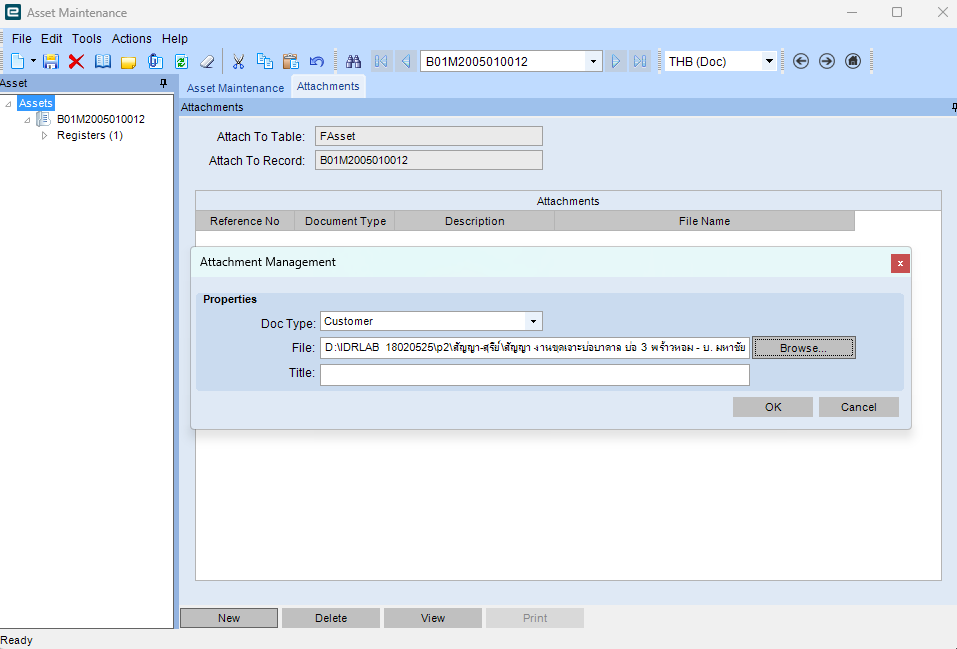 Asset Maintenance
File Edit Tools Actions Help
B01M2005010012 THB (Doc)
Asset
Asset Maintenance Attachments
Attachments
Assets
B01M2005010012
Registers (1)
Attach To Table: FAsset
Attach To Record: B01M2005010012
Attachments
Reference No Document Type Description File Name
Attachment Management
x
Properties
Doc Type: Customer
File: D:\IDRLAB 18020525\p2\สัญญา-สุรีย์\สัญญา งานขุดเจาะบ่อบาดาล บ่อ 3 พร้าวหอม - บ. มหาชัย Browse...
Title:
OK Cancel
New Delete View Print
Ready